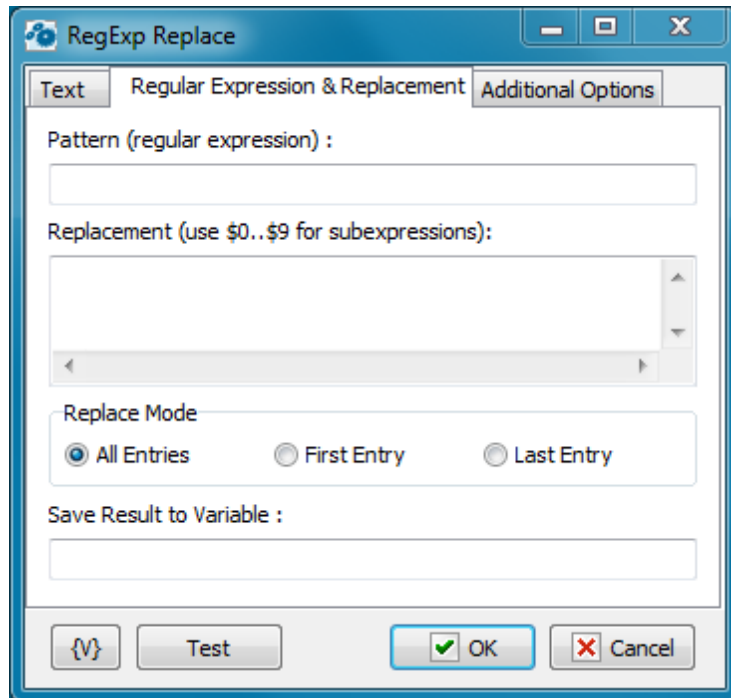 RegExp Replace
Text Regular Expression & Replacement Additional Options
Pattern (regular expression) :
Replacement (use $0..$9 for subexpressions):
Replace Mode
All Entries First Entry Last Entry
Save Result to Variable :
{V} Test OK Cancel